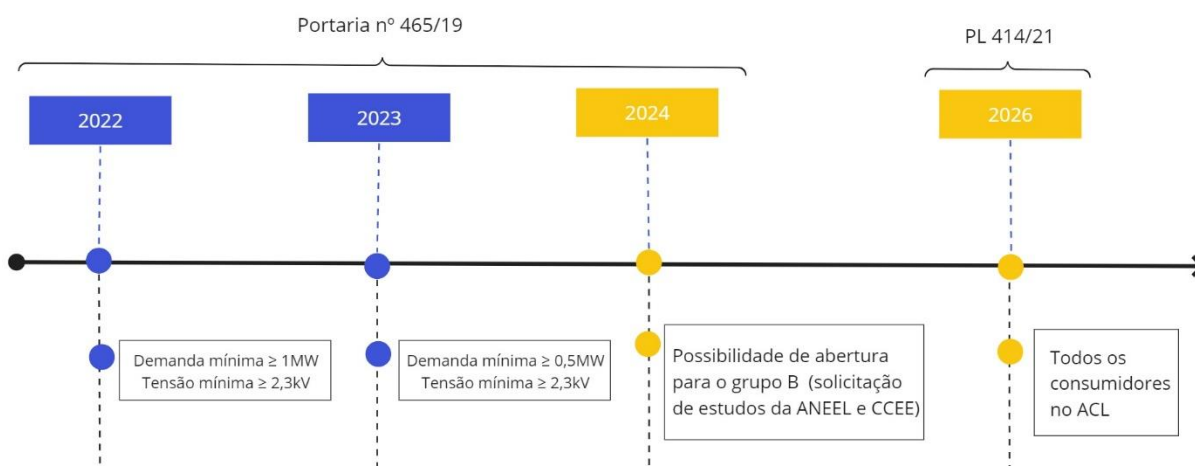 Portaria nº 465/19
PL 414/21
2022
2023
2024
2026
Demanda mínima ≥ 1MW
Tensão mínima ≥ 2,3kV
Demanda mínima ≥ 0,5MW
Tensão mínima ≥ 2,3kV
Possibilidade de abertura
para o grupo B (solicitação
de estudos da ANEEL e CCEE)
Todos os
consumidores
no ACL